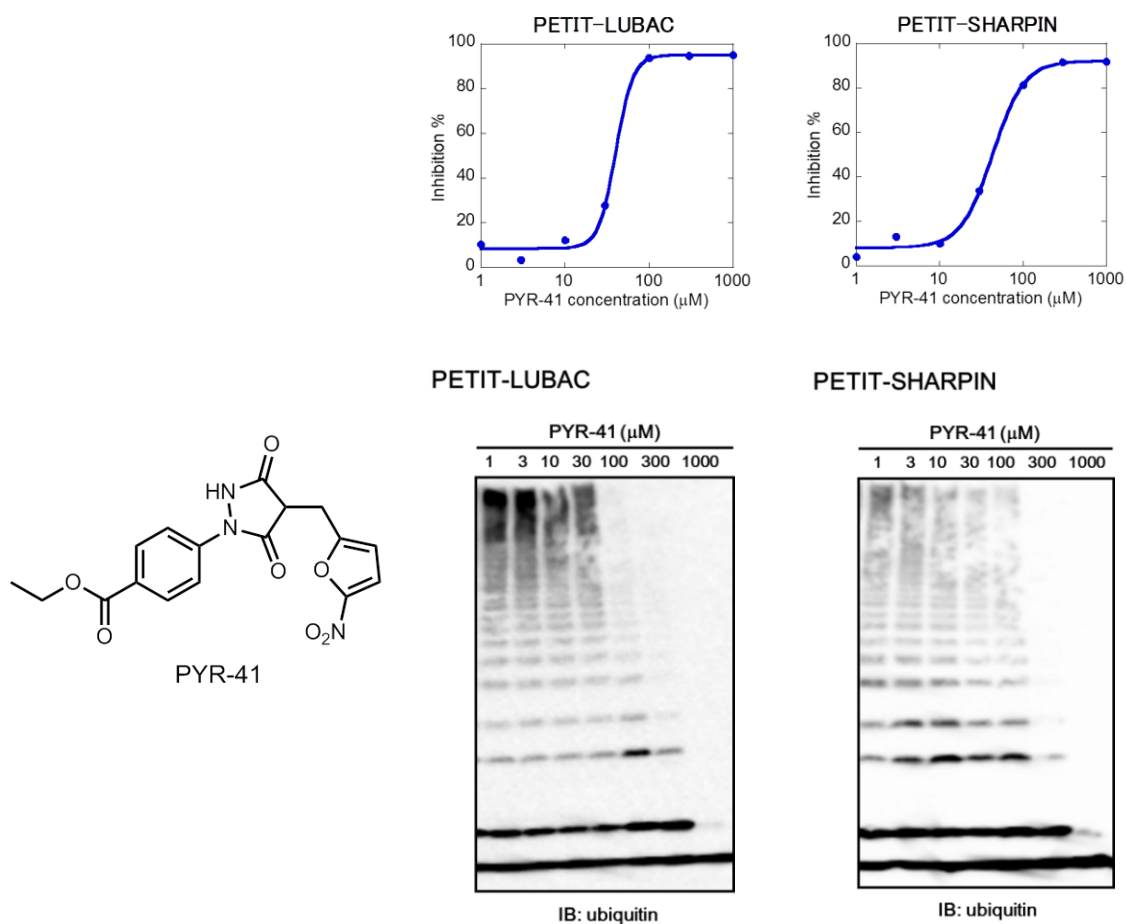 PETIT-LUBAC
100
80
60
40
20
0
Inhibition %
1 10 100 1000
PYR-41 concentration (μM)
PETIT-SHARPIN
100
80
60
40
20
0
Inhibition %
1 10 100 1000
PYR-41 concentration (μM)
O
HN
N
O
O
O
O
O₂N
PYR-41
PETIT-LUBAC
PYR-41 (μM)
1 3 10 30 100 300 1000
IB: ubiquitin
PETIT-SHARPIN
PYR-41 (μM)
1 3 10 30 100 300 1000
IB: ubiquitin